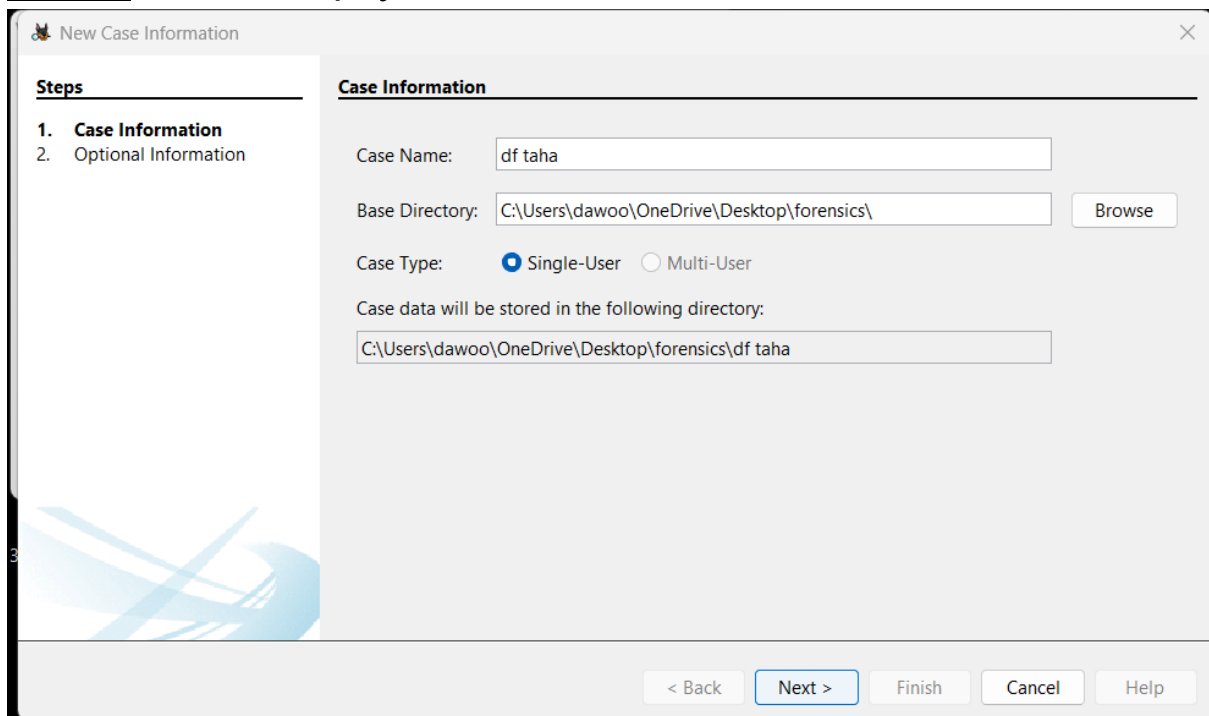 New Case Information
Steps
1. Case Information
2. Optional Information
Case Information
Case Name: df taha
Base Directory: C:\Users\dawoo\OneDrive\Desktop\forensics\ Browse
Case Type: Single-User Multi-User
Case data will be stored in the following directory:
C:\Users\dawoo\OneDrive\Desktop\forensics\df taha
3
< Back Next > Finish Cancel Help